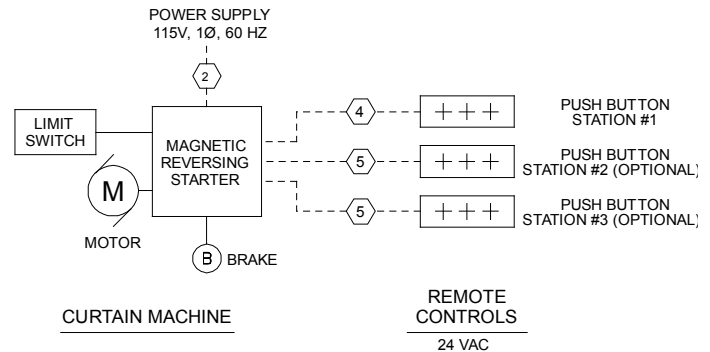 POWER SUPPLY
115V, 1Ø, 60 HZ
2
LIMIT
SWITCH
MAGNETIC
REVERSING
STARTER
M
MOTOR
B
BRAKE
4
+ + +
PUSH BUTTON
STATION #1
5
+ + +
PUSH BUTTON
STATION #2 (OPTIONAL)
5
+ + +
PUSH BUTTON
STATION #3 (OPTIONAL)
CURTAIN MACHINE
REMOTE
CONTROLS
24 VAC